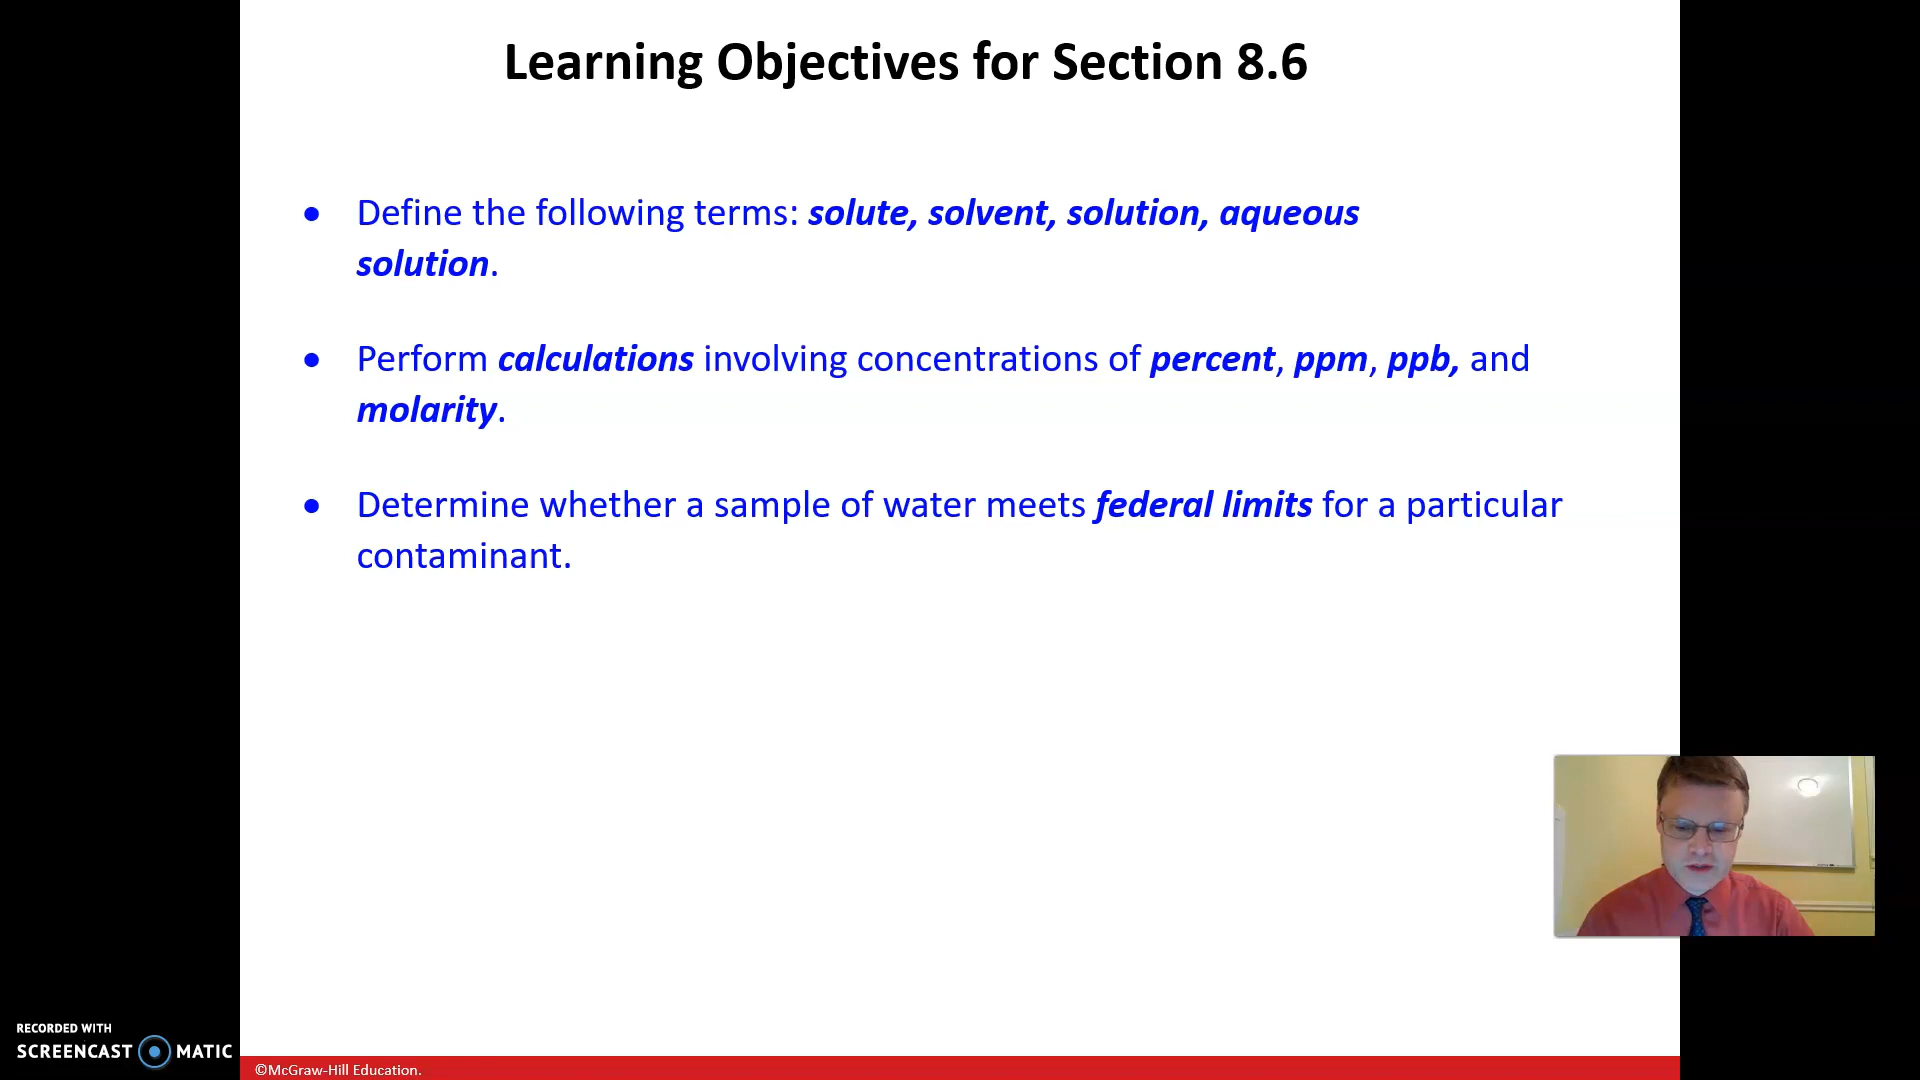 Learning Objectives for Section 8.6
• Define the following terms: solute, solvent, solution, aqueous
solution.
• Perform calculations involving concentrations of percent, ppm, ppb, and
molarity.
• Determine whether a sample of water meets federal limits for a particular
contaminant.
RECORDED WITH
SCREENCAST MATIC
©McGraw-Hill Education.